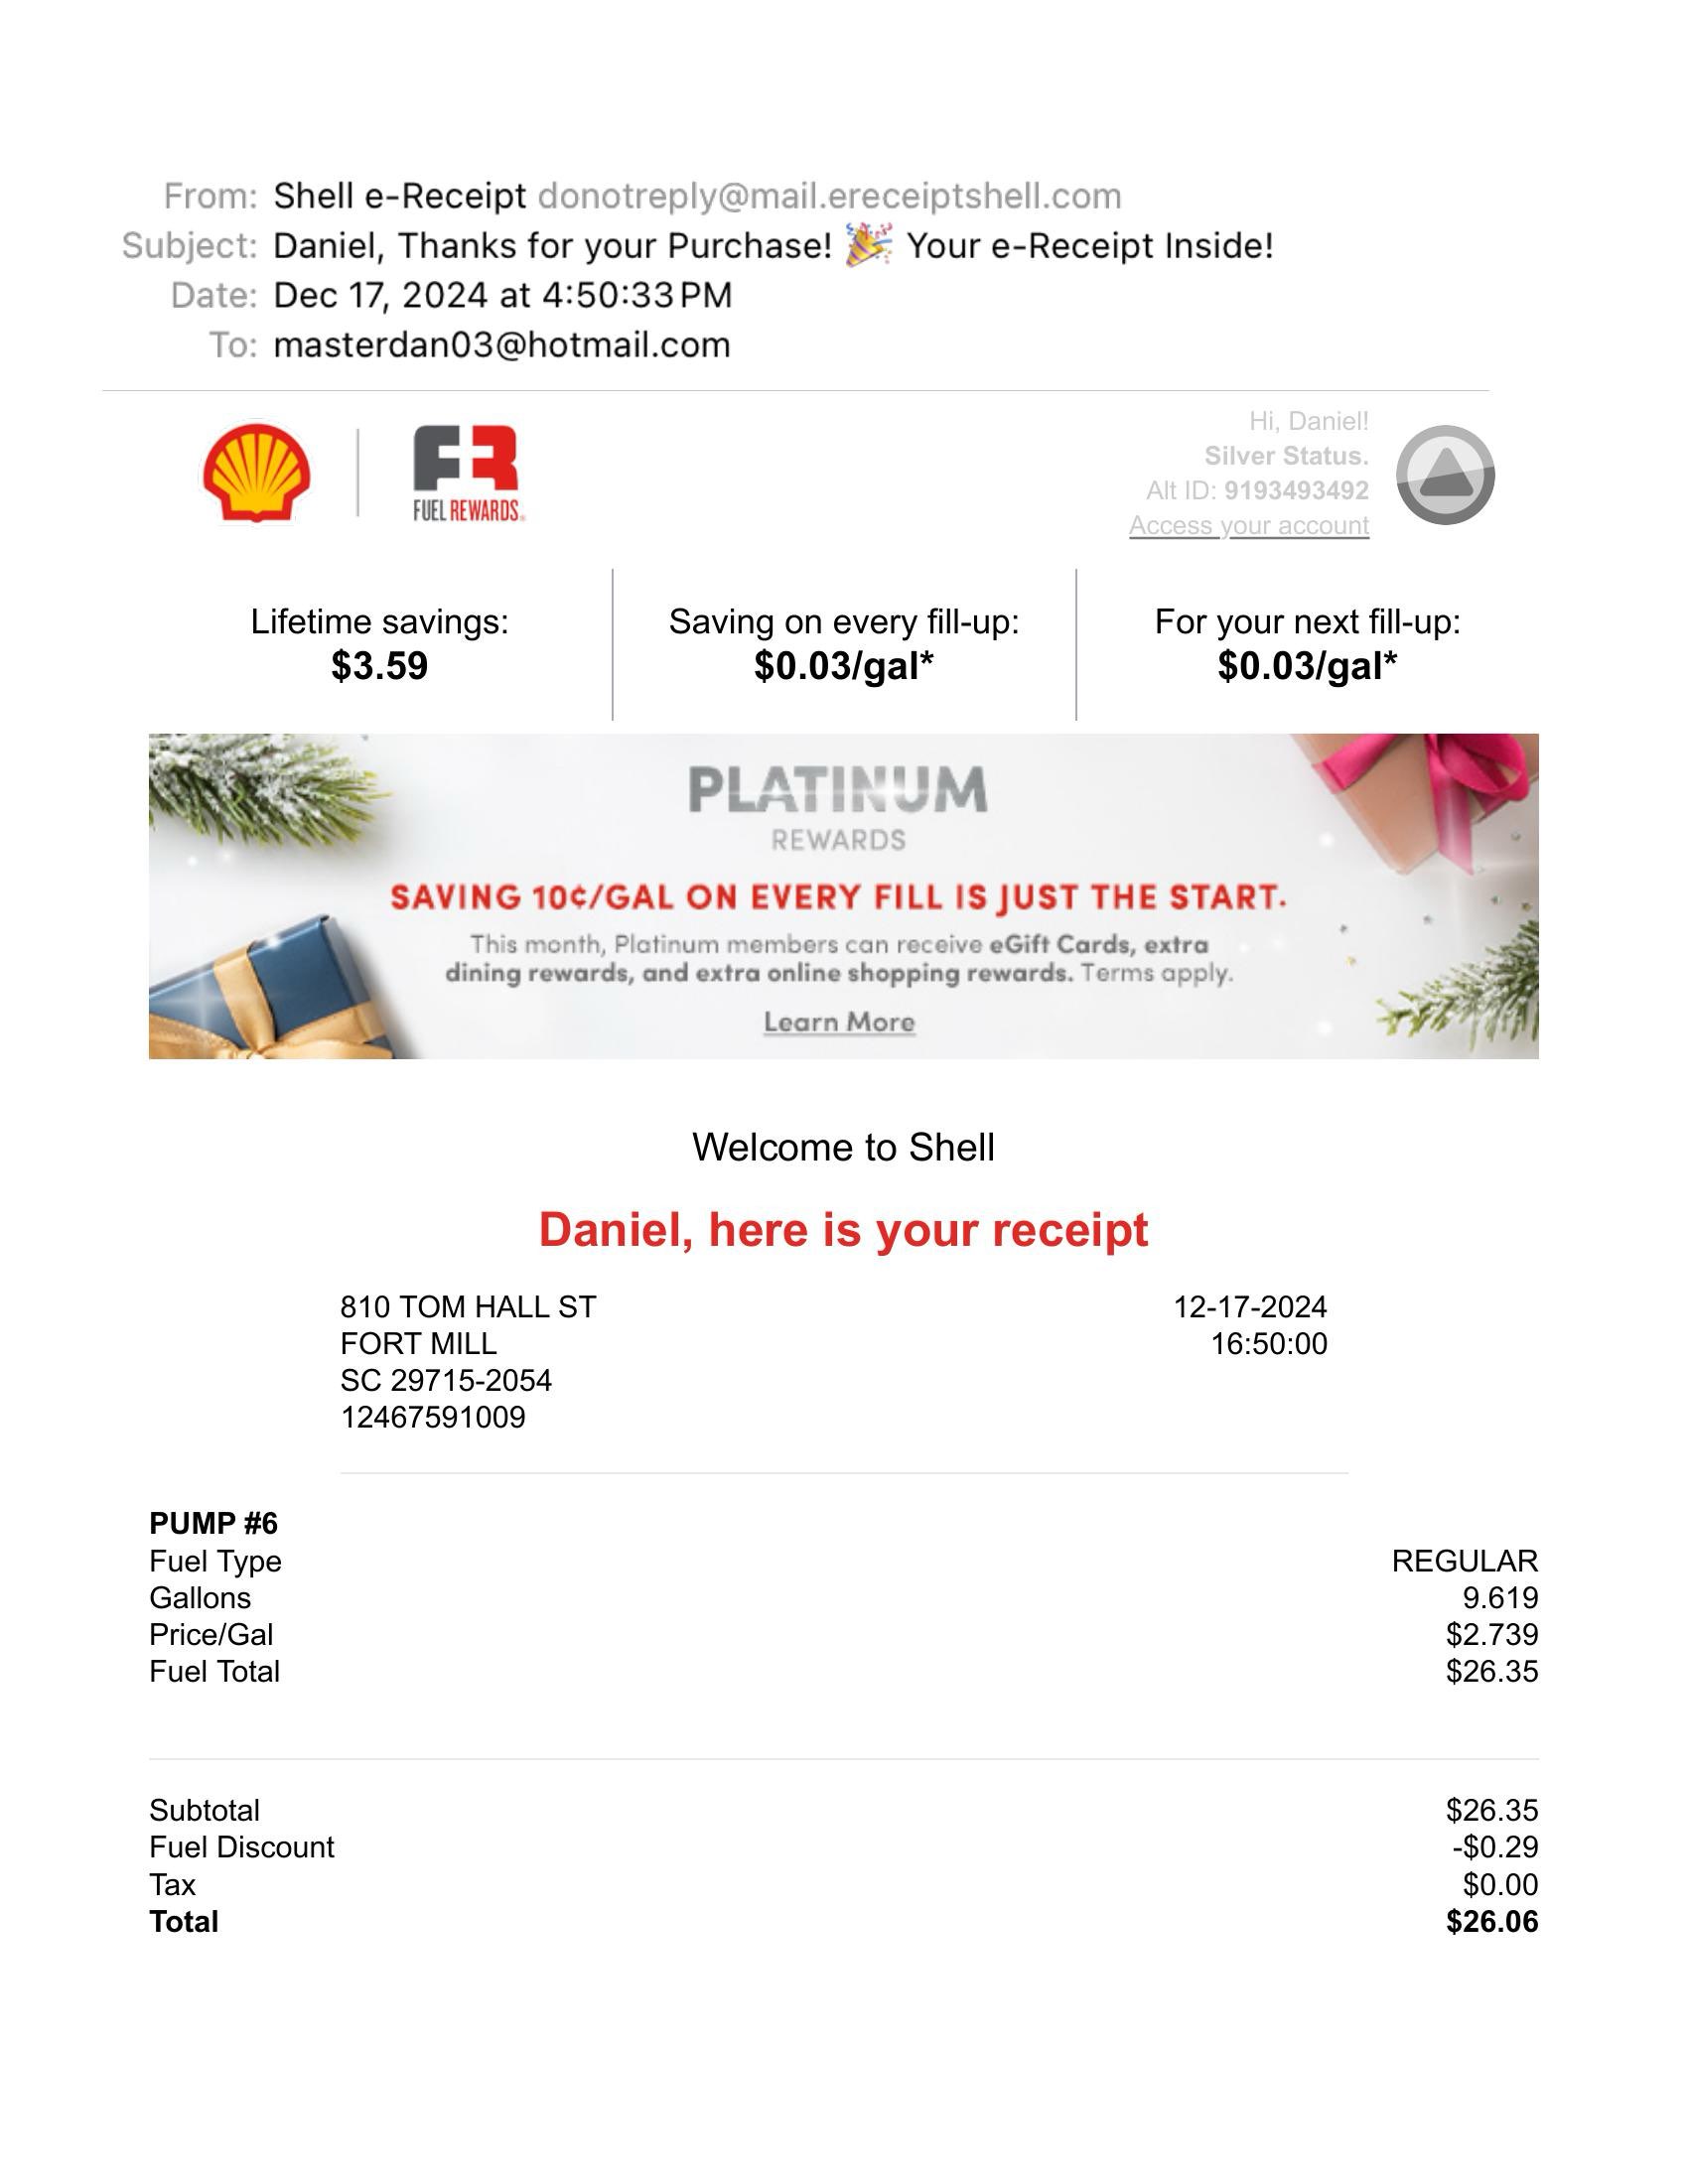 From: Shell e-Receipt donotreply@mail.ereceiptshell.com
Subject: Daniel, Thanks for your Purchase! 🎉 Your e-Receipt Inside!
Date: Dec 17, 2024 at 4:50:33 PM
To: masterdan03@hotmail.com
FR
FUEL REWARDS®
Hi, Daniel!
Silver Status.
Alt ID: 9193493492
Access your account
Lifetime savings:
$3.59
Saving on every fill-up:
$0.03/gal*
For your next fill-up:
$0.03/gal*
PLATINUM
REWARDS
SAVING 10¢/GAL ON EVERY FILL IS JUST THE START.
This month, Platinum members can receive eGift Cards, extra
dining rewards, and extra online shopping rewards. Terms apply.
Learn More
Welcome to Shell
Daniel, here is your receipt
810 TOM HALL ST
FORT MILL
SC 29715-2054
12467591009
12-17-2024
16:50:00
PUMP #6
Fuel Type REGULAR
Gallons 9.619
Price/Gal $2.739
Fuel Total $26.35
Subtotal $26.35
Fuel Discount -$0.29
Tax $0.00
Total $26.06